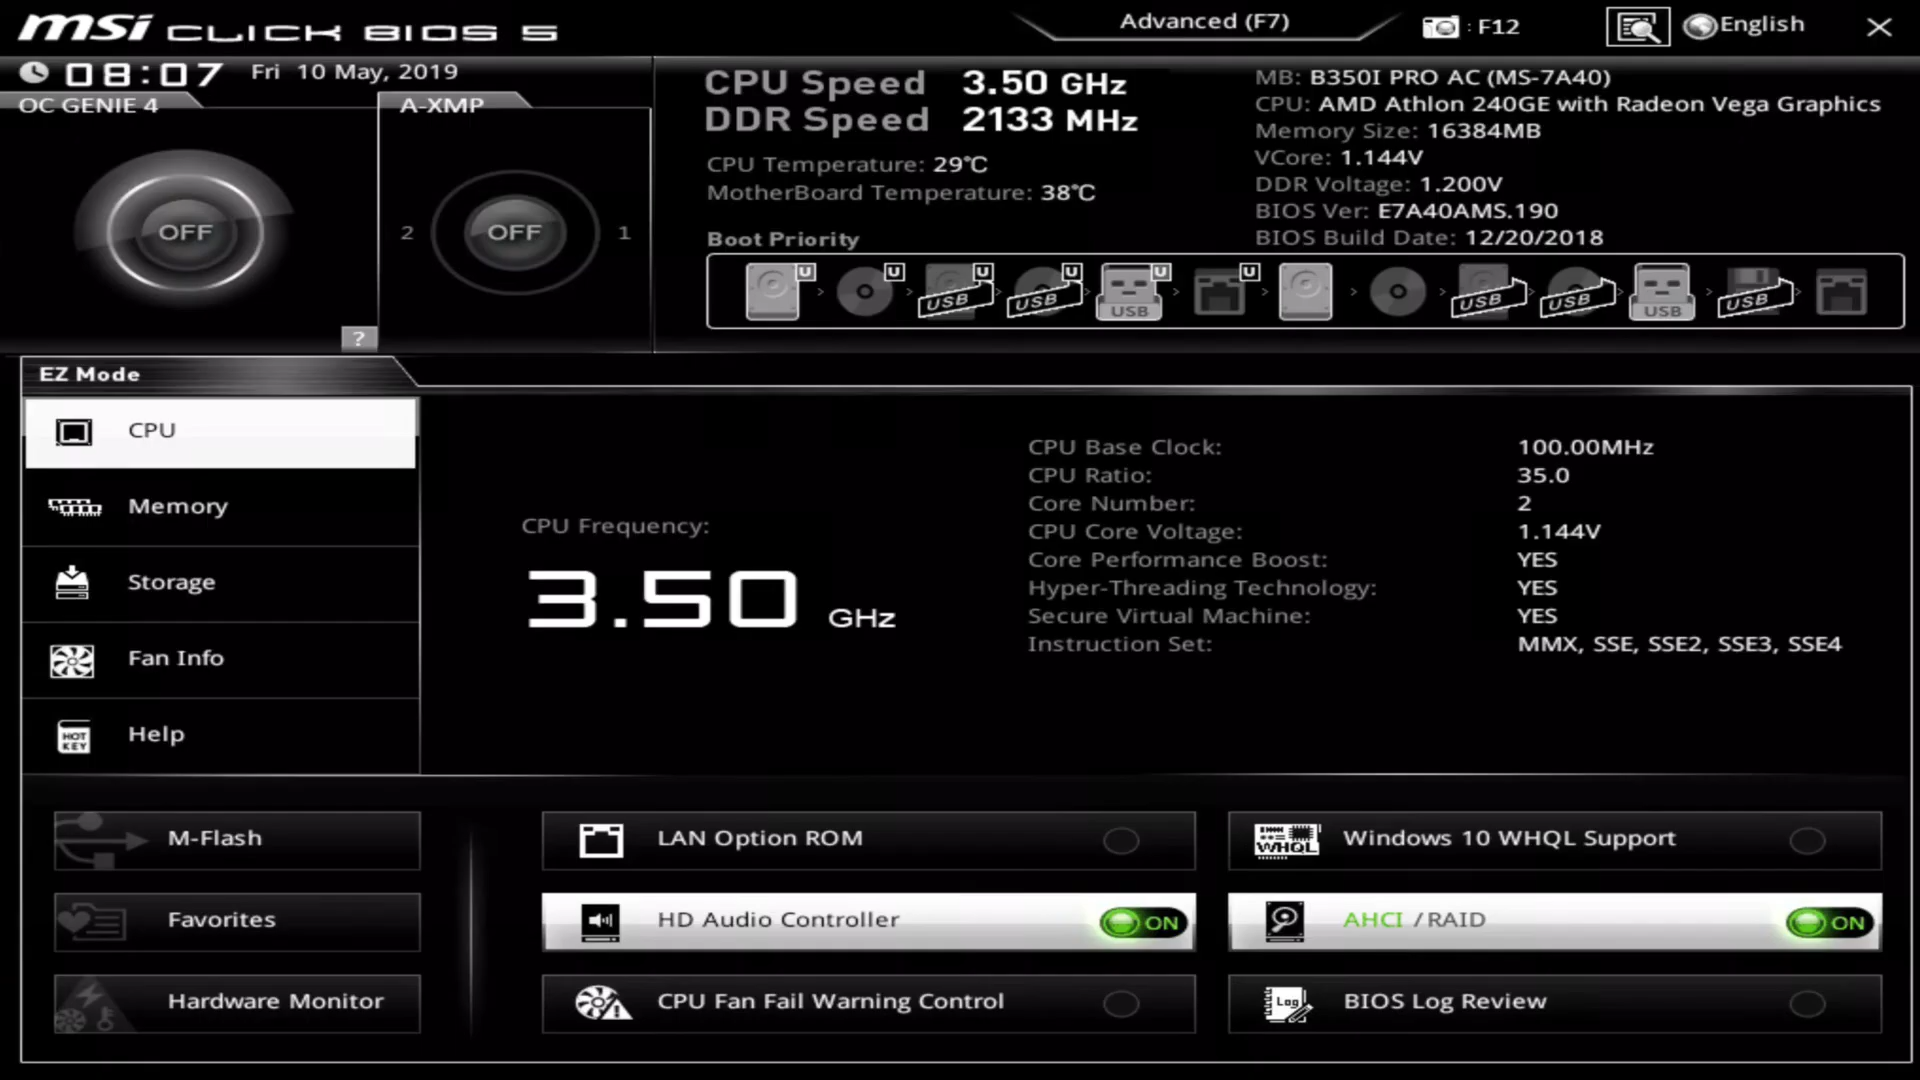 msi CLICK BIOS 5
Advanced (F7)
: F12
English
08:07 Fri 10 May, 2019
OC GENIE 4
A-XMP
OFF
2
OFF
1
?
CPU Speed 3.50 GHz
DDR Speed 2133 MHz
CPU Temperature: 29°C
MotherBoard Temperature: 38°C
MB: B350I PRO AC (MS-7A40)
CPU: AMD Athlon 240GE with Radeon Vega Graphics
Memory Size: 16384MB
VCore: 1.144V
DDR Voltage: 1.200V
BIOS Ver: E7A40AMS.190
BIOS Build Date: 12/20/2018
Boot Priority
U U U U U U
USB USB USB USB USB USB USB
EZ Mode
CPU
Memory
Storage
Fan Info
HOT KEY Help
CPU Frequency:
3.50 GHz
CPU Base Clock: 100.00MHz
CPU Ratio: 35.0
Core Number: 2
CPU Core Voltage: 1.144V
Core Performance Boost: YES
Hyper-Threading Technology: YES
Secure Virtual Machine: YES
Instruction Set: MMX, SSE, SSE2, SSE3, SSE4
M-Flash
Favorites
Hardware Monitor
LAN Option ROM
HD Audio Controller ON
CPU Fan Fail Warning Control
WHQL Windows 10 WHQL Support
AHCI /RAID ON
Log BIOS Log Review